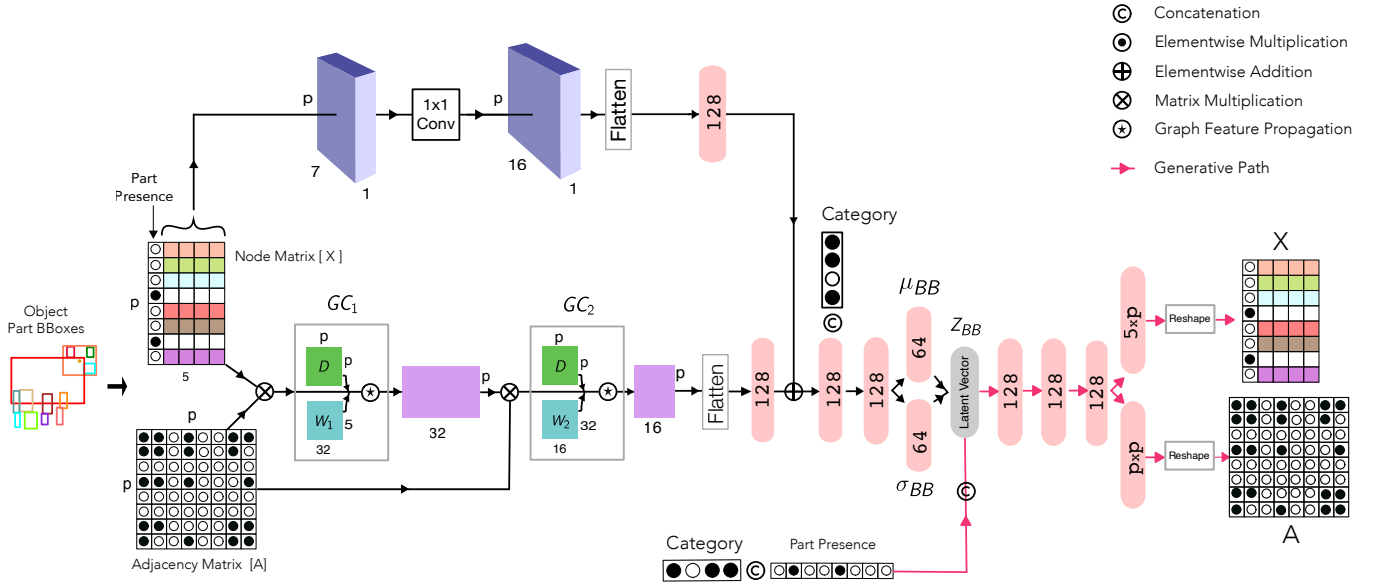 Concatenation
Elementwise Multiplication
Elementwise Addition
Matrix Multiplication
Graph Feature Propagation
Generative Path
p
7
1
1x1
Conv
p
16
1
Flatten
128
Part
Presence
Node Matrix [ X ]
p
5
Object
Part BBoxes
p
p
Adjacency Matrix [A]
GC1
p
D
p
W1
5
32
p
32
GC2
p
D
p
W2
32
16
p
16
Flatten
128
Category
C
128
128
μBB
64
64
σBB
ZBB
Latent Vector
C
Category
C
Part Presence
128
128
128
5xp
pxp
Reshape
Reshape
X
A